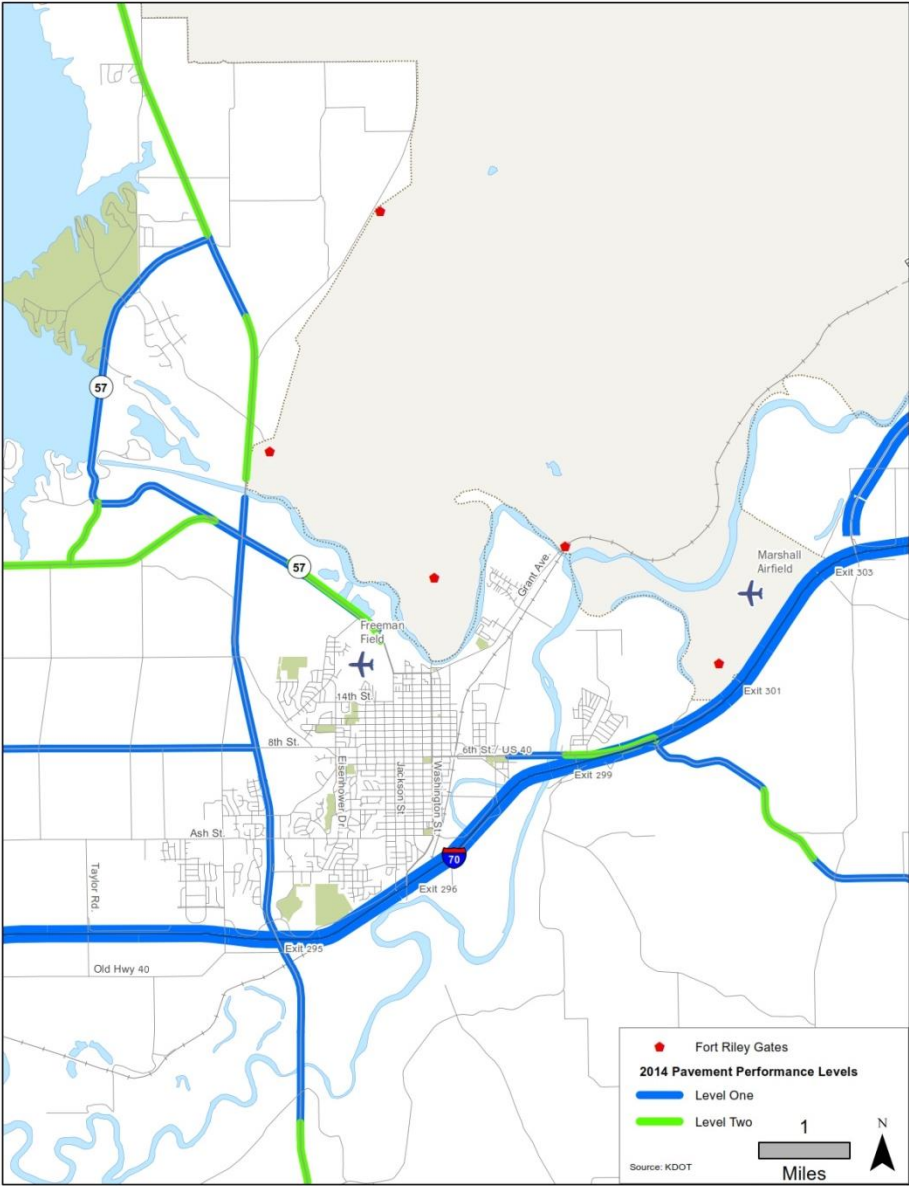 57
57
Grant Ave.
Marshall
Airfield
Exit 303
Freeman
Field
Exit 301
14th St.
8th St.
6th St./ US 40
Exit 299
Eisenhower Dr.
Jackson St
Washington St.
Ash St.
70
Taylor Rd.
Exit 296
Exit 295
Old Hwy 40
Fort Riley Gates
2014 Pavement Performance Levels
Level One
Level Two
1
Miles
N
Source: KDOT